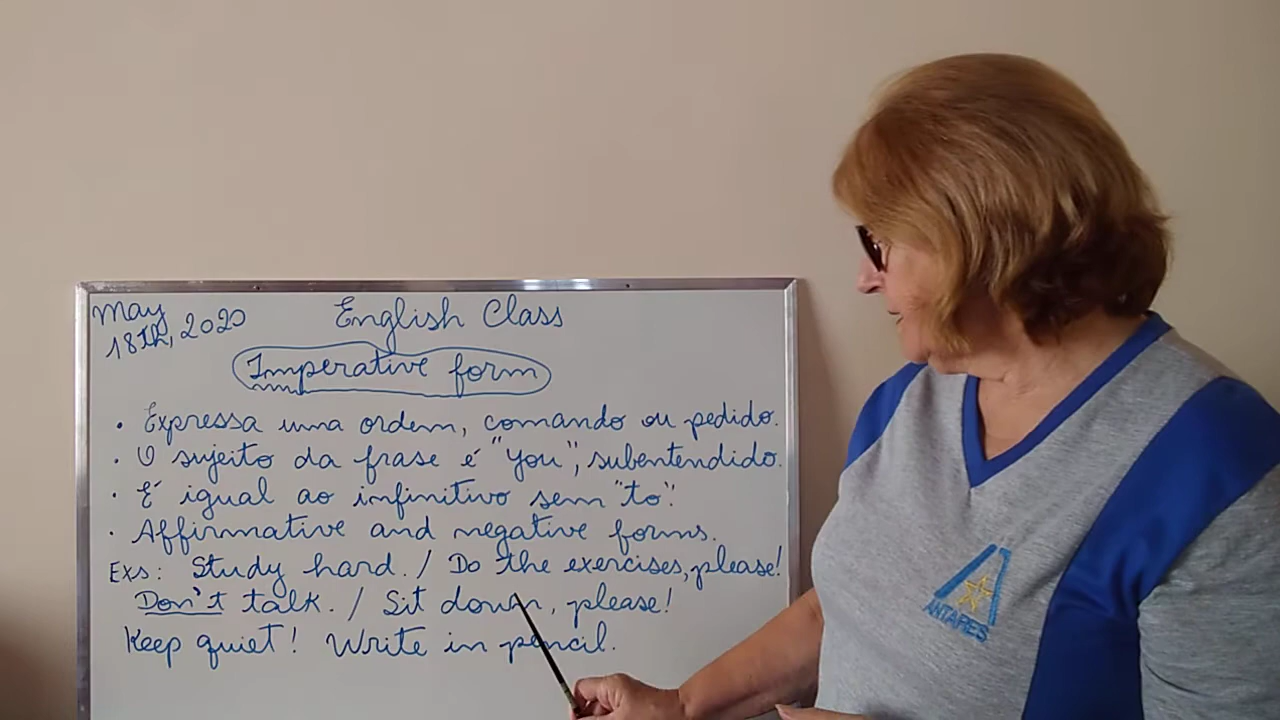 May
18th, 2020
English Class
Imperative form
• Expressa uma ordem, comando ou pedido.
• O sujeito da frase é "you", subentendido.
• É igual ao infinitivo sem "to".
• Affirmative and negative forms.
Exs: Study hard. / Do the exercises, please!
Don't talk. / Sit down, please!
Keep quiet! Write in pencil.
ANTARES